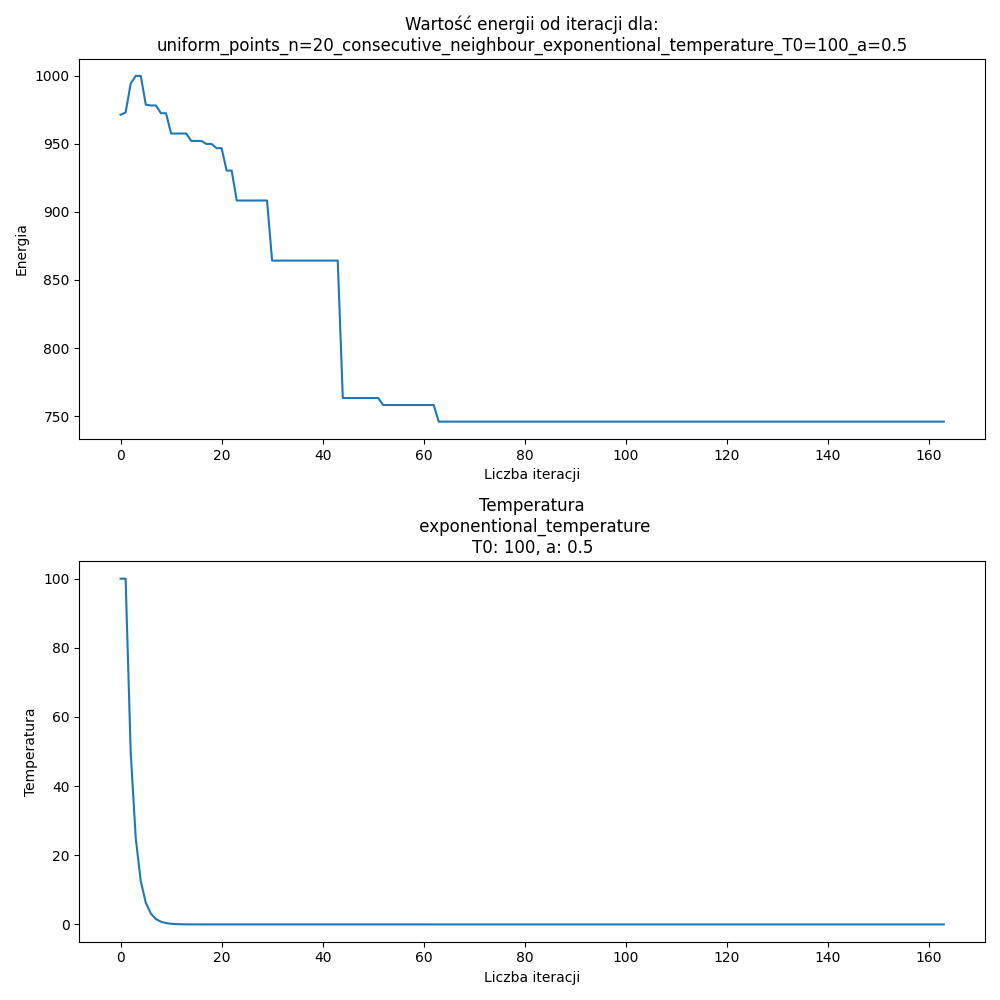 Wartość energii od iteracji dla:
uniform_points_n=20_consecutive_neighbour_exponentional_temperature_T0=100_a=0.5
1000
950
900
850
800
750
Energia
0 20 40 60 80 100 120 140 160
Liczba iteracji
Temperatura
exponentional_temperature
T0: 100, a: 0.5
100
80
60
40
20
0
Temperatura
0 20 40 60 80 100 120 140 160
Liczba iteracji